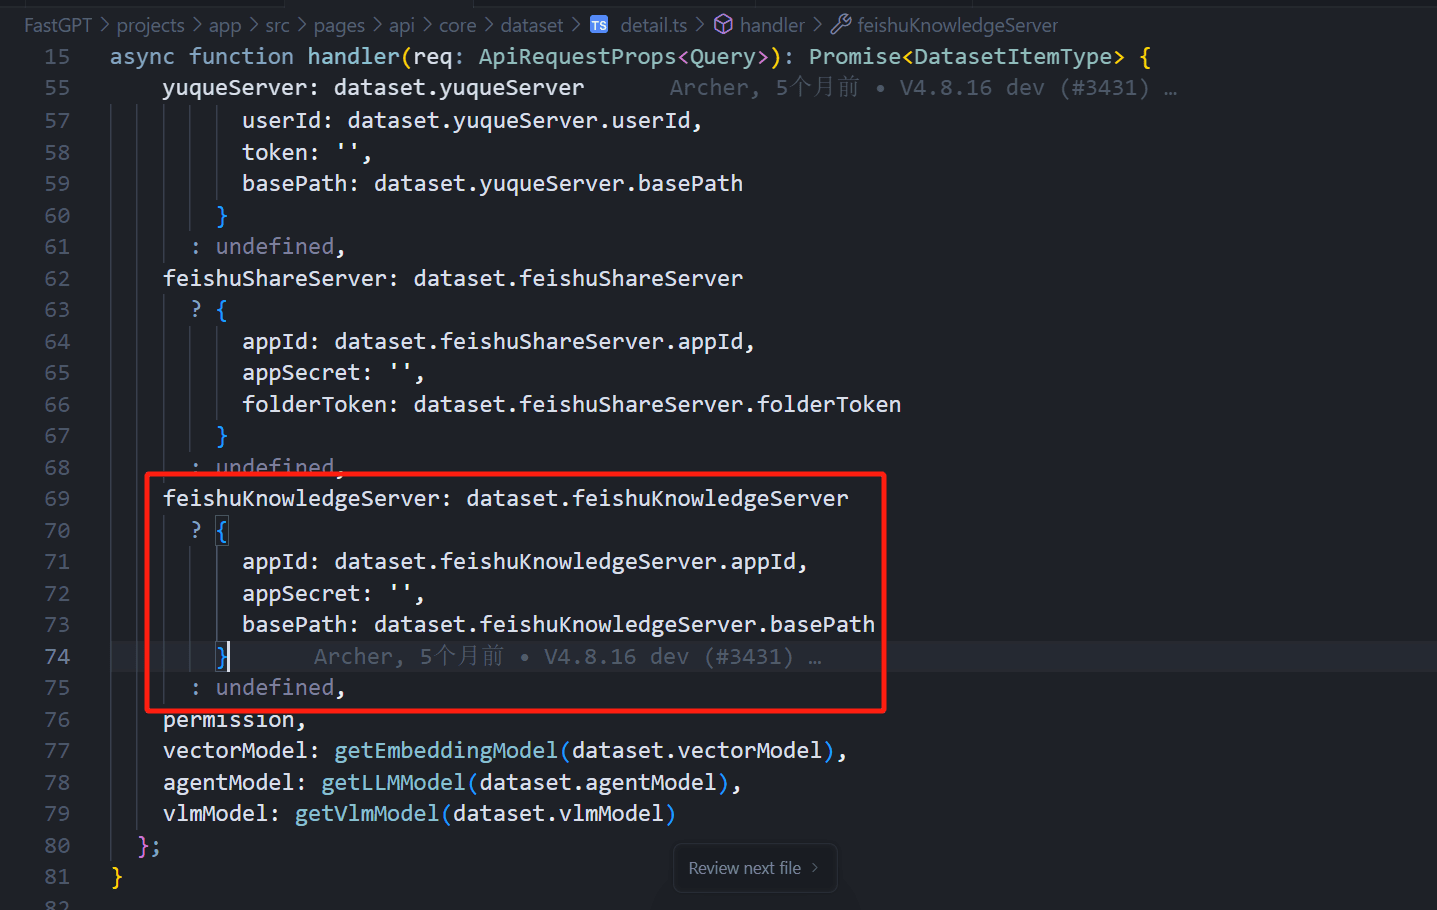 FastGPT > projects > app > src > pages > api > core > dataset > TS detail.ts > handler > feishuKnowledgeServer
15 async function handler(req: ApiRequestProps<Query>): Promise<DatasetItemType> {
55 yuqueServer: dataset.yuqueServer Archer, 5个月前 • V4.8.16 dev (#3431) …
57 userId: dataset.yuqueServer.userId,
58 token: '',
59 basePath: dataset.yuqueServer.basePath
60 }
61 : undefined,
62 feishuShareServer: dataset.feishuShareServer
63 ? {
64 appId: dataset.feishuShareServer.appId,
65 appSecret: '',
66 folderToken: dataset.feishuShareServer.folderToken
67 }
68 : undefined,
69 feishuKnowledgeServer: dataset.feishuKnowledgeServer
70 ? {
71 appId: dataset.feishuKnowledgeServer.appId,
72 appSecret: '',
73 basePath: dataset.feishuKnowledgeServer.basePath
74 } Archer, 5个月前 • V4.8.16 dev (#3431) …
75 : undefined,
76 permission,
77 vectorModel: getEmbeddingModel(dataset.vectorModel),
78 agentModel: getLLMModel(dataset.agentModel),
79 vlmModel: getVlmModel(dataset.vlmModel)
80 };
81 }
Review next file >
82